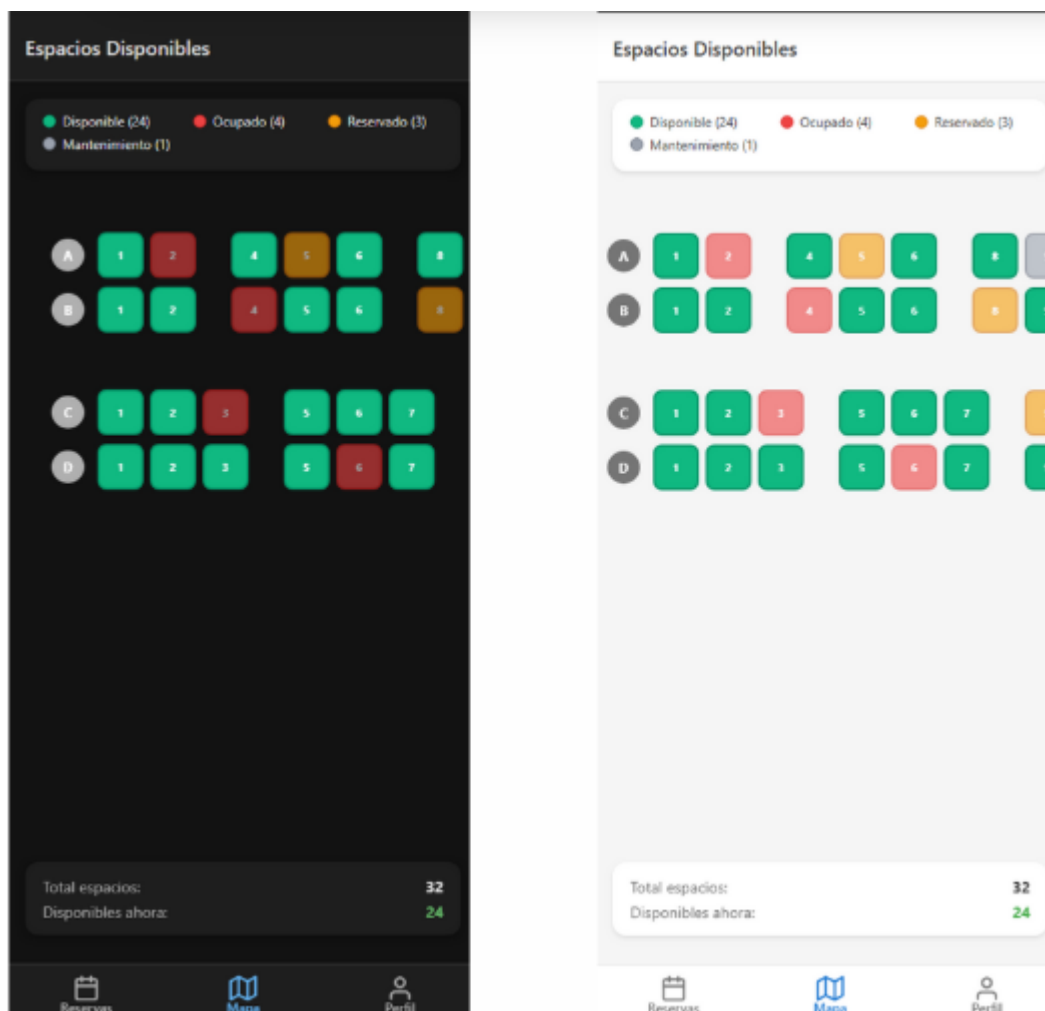 Espacios Disponibles
Disponible (24) Ocupado (4) Reservado (3)
Mantenimiento (1)
A 1 2 4 5 6 8
B 1 2 4 5 6 8
C 1 2 3 5 6 7
D 1 2 3 5 6 7
Total espacios: 32
Disponibles ahora: 24
Reservas Mapa Perfil
Espacios Disponibles
Disponible (24) Ocupado (4) Reservado (3)
Mantenimiento (1)
A 1 2 4 5 6 8
B 1 2 4 5 6 8
C 1 2 3 5 6 7
D 1 2 3 5 6 7
Total espacios: 32
Disponibles ahora: 24
Reservas Mapa Perfil